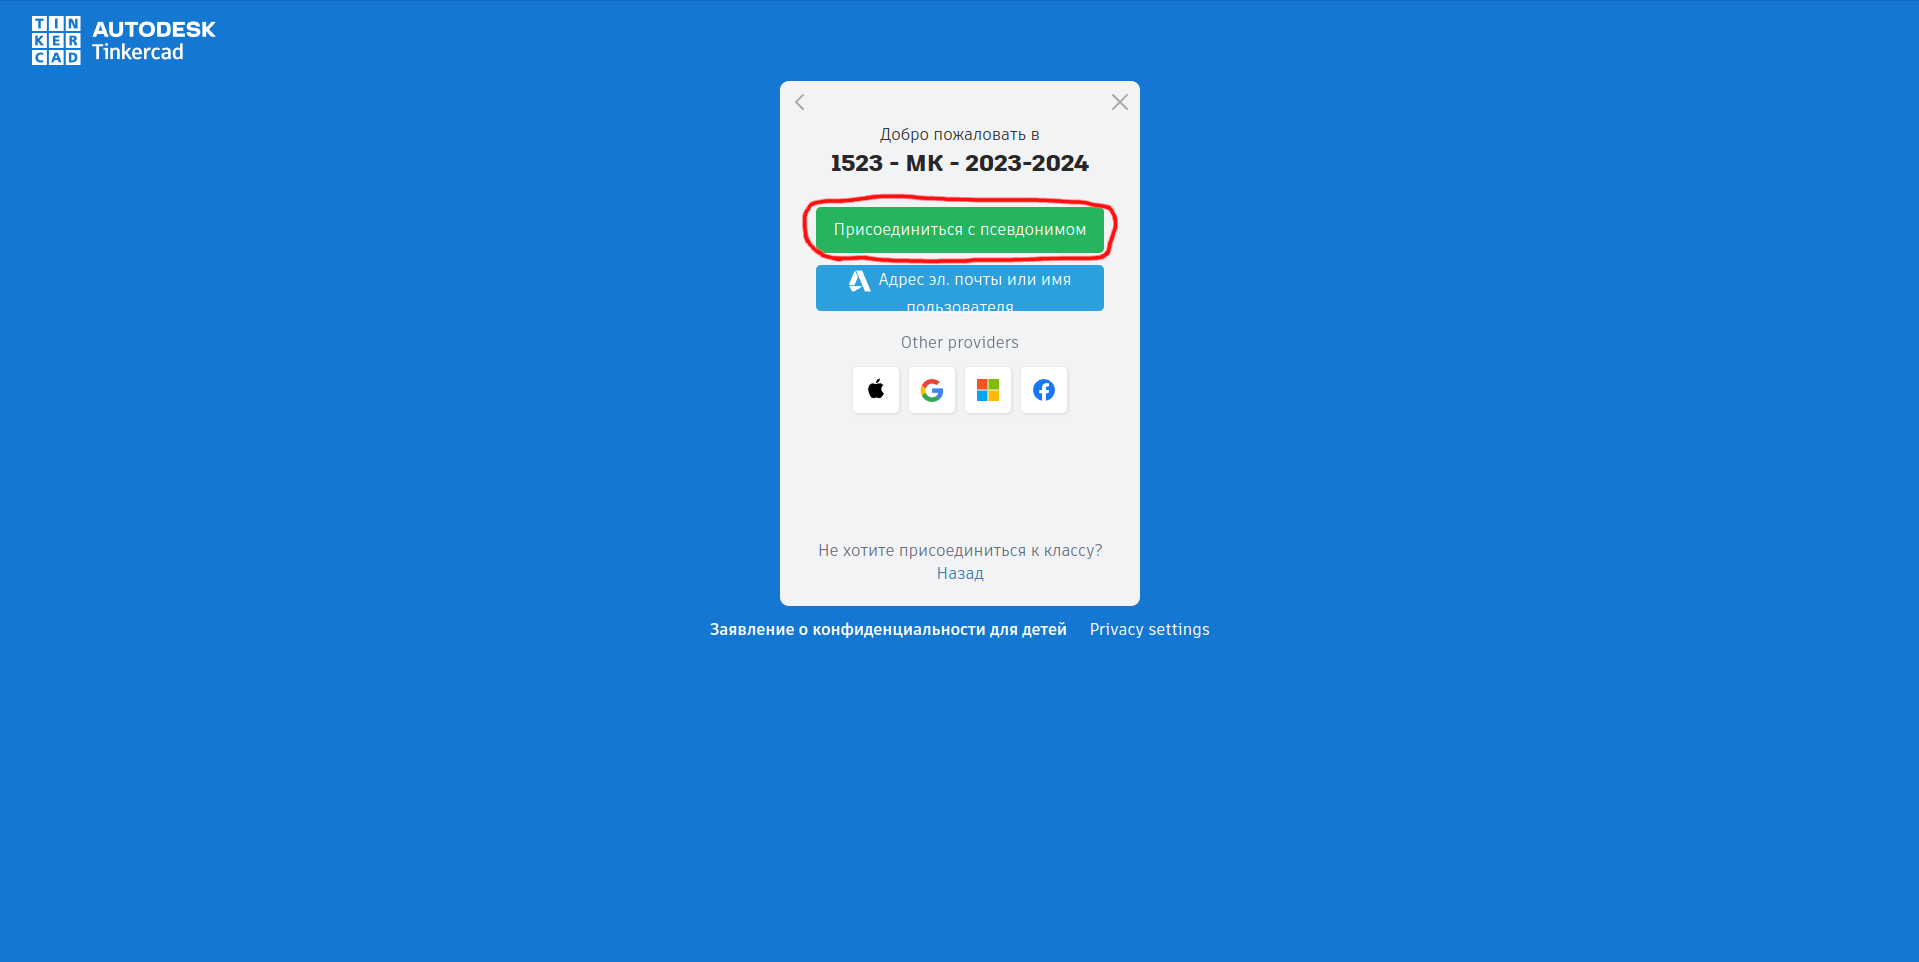 TIN
KER
CAD
AUTODESK
Tinkercad
Добро пожаловать в
1523 - МК - 2023-2024
Присоединиться с псевдонимом
Адрес эл. почты или имя
пользователя
Other providers
Не хотите присоединиться к классу?
Назад
Заявление о конфиденциальности для детей
Privacy settings